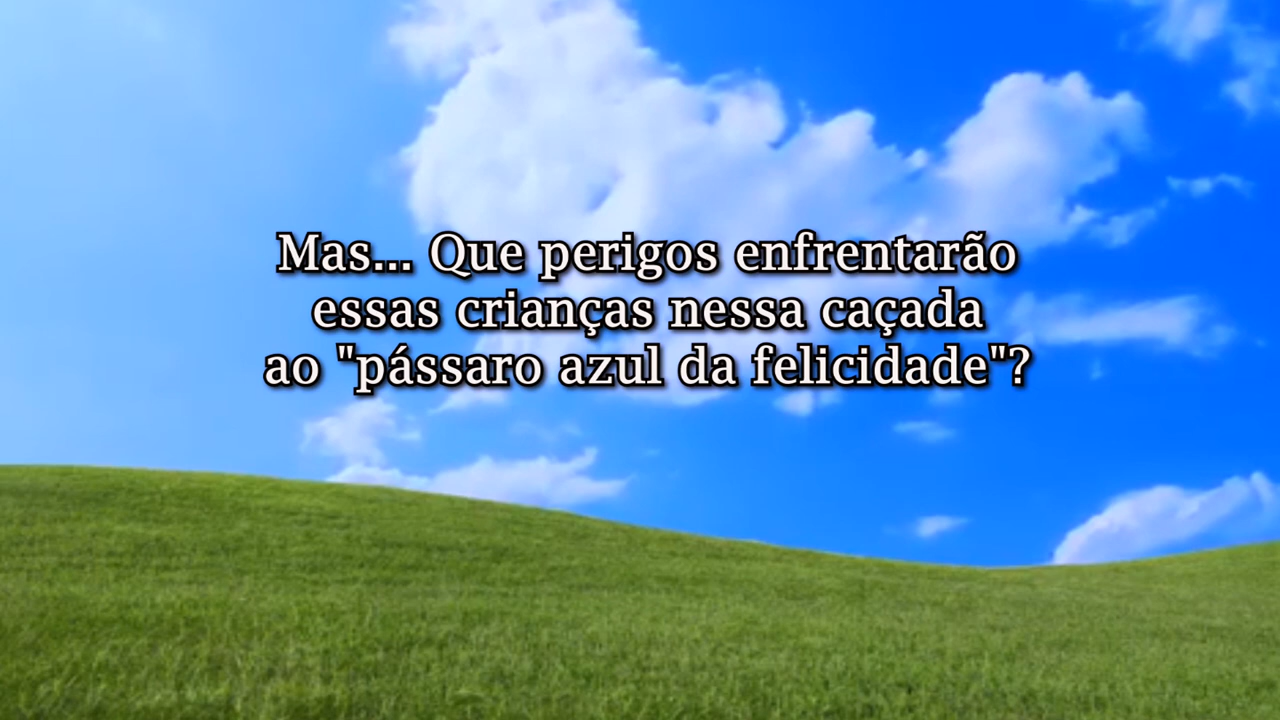 Mas... Que perigos enfrentarão
essas crianças nessa caçada
ao "pássaro azul da felicidade"?